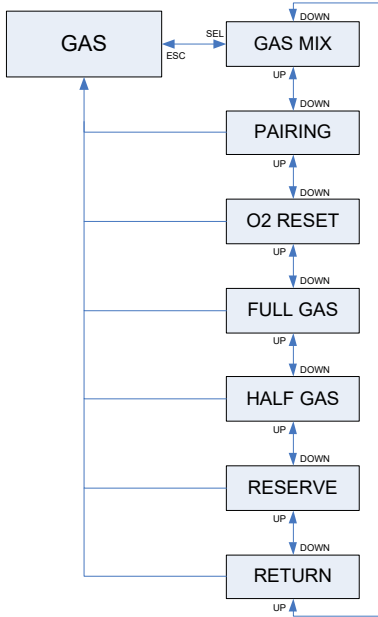 DOWN
GAS
SEL
ESC
GAS MIX
UP
DOWN
PAIRING
UP
DOWN
O2 RESET
UP
DOWN
FULL GAS
UP
DOWN
HALF GAS
UP
DOWN
RESERVE
UP
DOWN
RETURN
UP